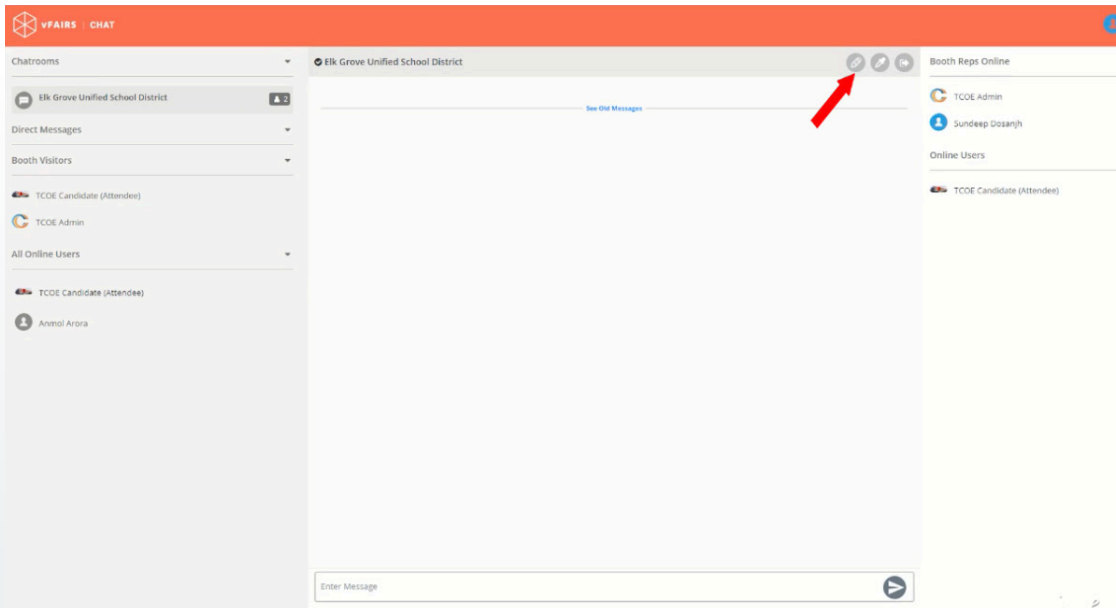 vFAIRS | CHAT
Chatrooms
Elk Grove Unified School District
2
Direct Messages
Booth Visitors
TCOE Candidate (Attendee)
TCOE Admin
All Online Users
TCOE Candidate (Attendee)
Anmol Arora
Elk Grove Unified School District
See Old Messages
Enter Message
Booth Reps Online
TCOE Admin
Sundeep Dosanjh
Online Users
TCOE Candidate (Attendee)